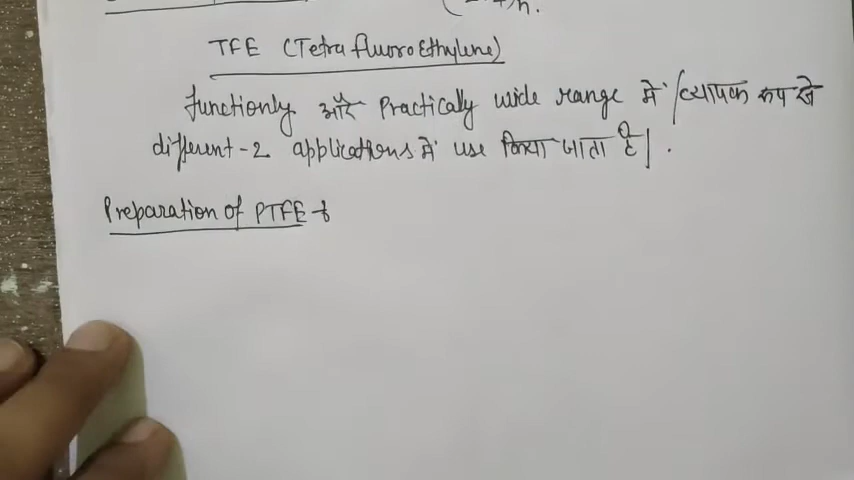 TFE (Tetra fluoro Ethylene)
functionly और Practically wide range में / व्यापक रूप से
different-2 applications में use किया जाता है।
Preparation of PTFE